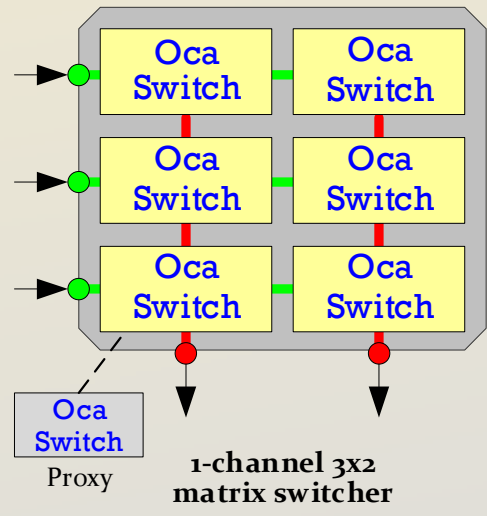 Oca Oca
Switch Switch
Oca Oca
Switch Switch
Oca Oca
Switch Switch
Oca
Switch
Proxy
1-channel 3x2
matrix switcher